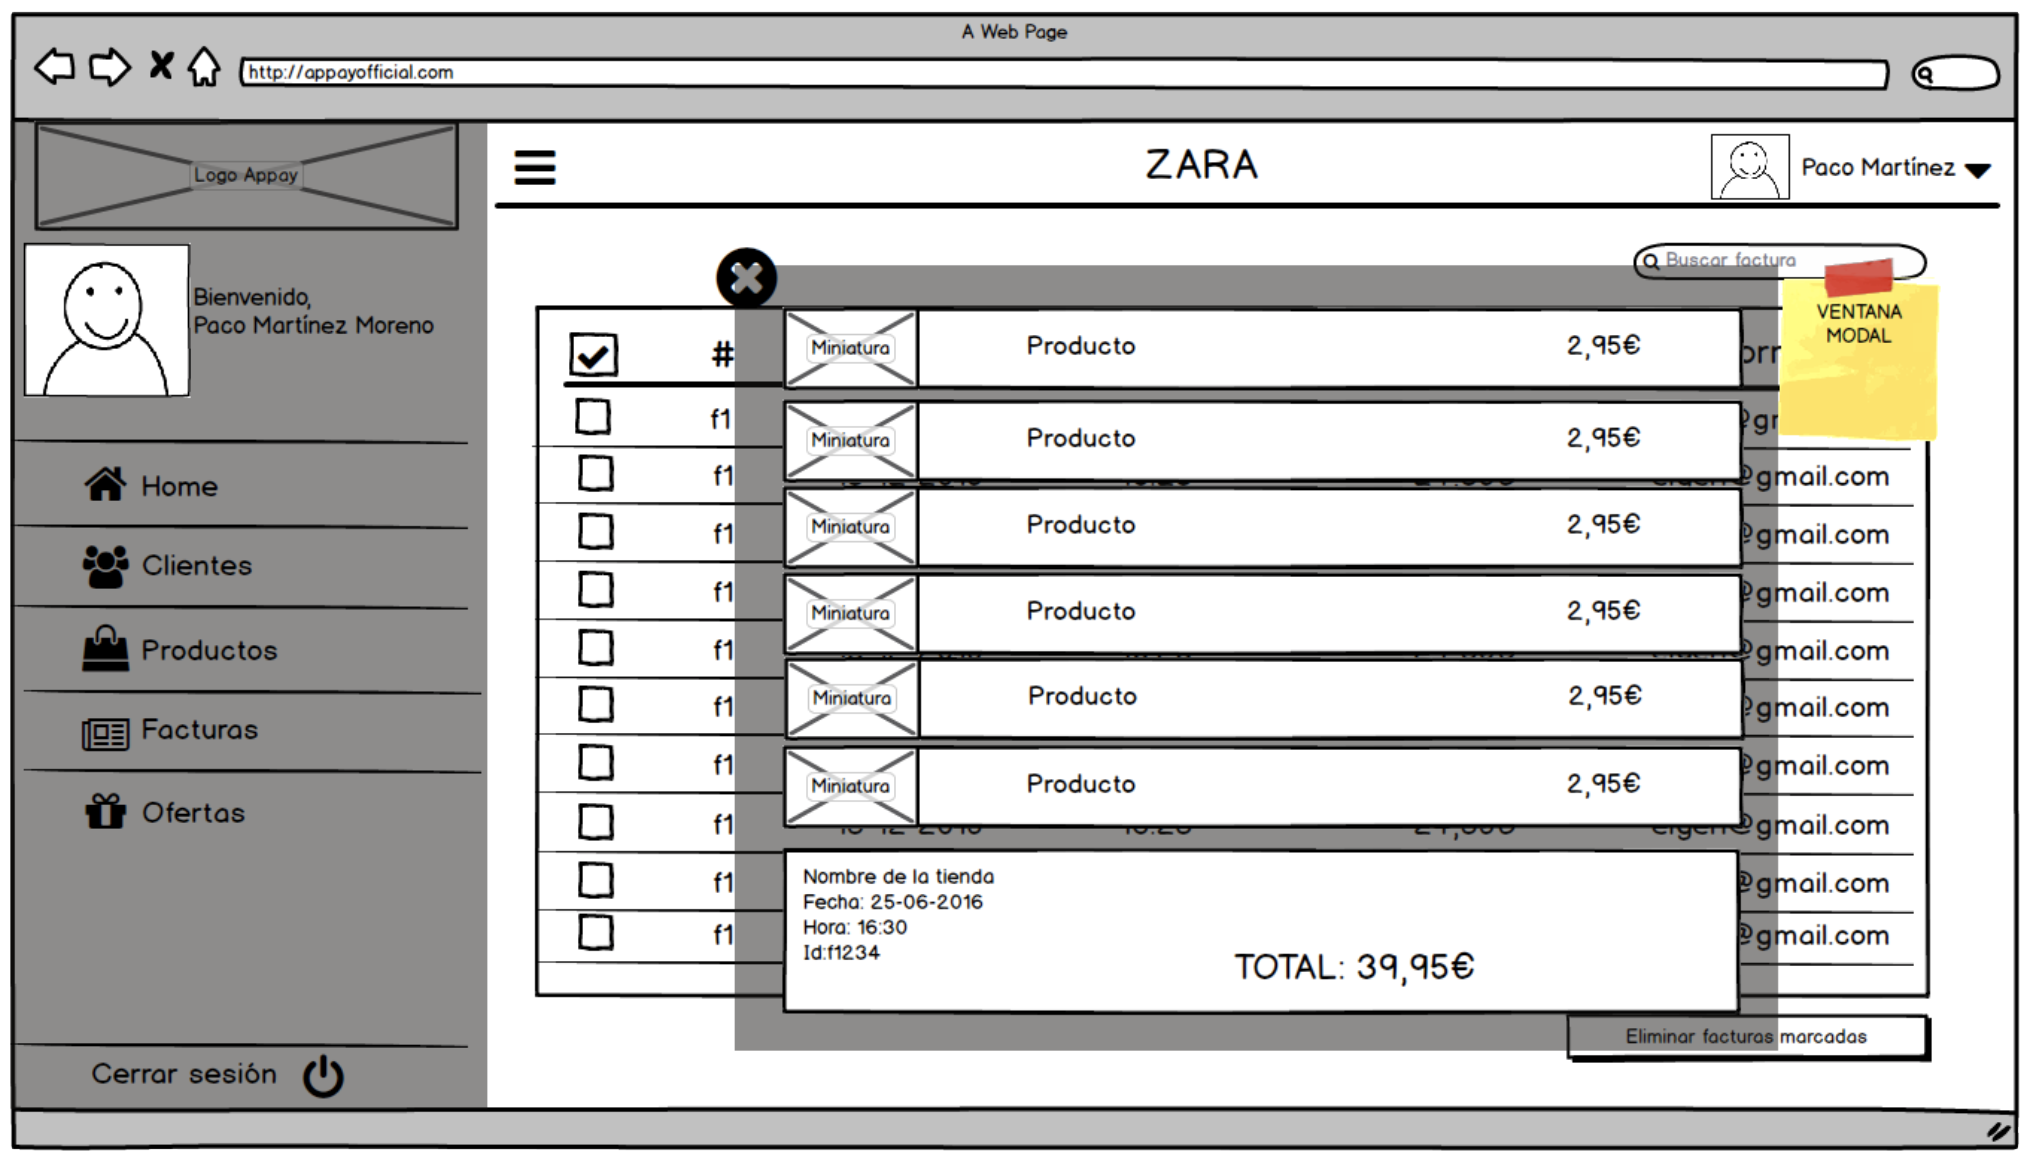 A Web Page
http://appayofficial.com
Logo Appay
ZARA
Paco Martínez
Bienvenido,
Paco Martínez Moreno
Home
Clientes
Productos
Facturas
Ofertas
Cerrar sesión
Buscar factura
VENTANA
MODAL
#
f1
f1
f1
f1
f1
f1
f1
f1
f1
f1
Miniatura Producto 2,95€
Miniatura Producto 2,95€
Miniatura Producto 2,95€
Miniatura Producto 2,95€
Miniatura Producto 2,95€
Miniatura Producto 2,95€
@gmail.com
@gmail.com
@gmail.com
@gmail.com
@gmail.com
@gmail.com
@gmail.com
@gmail.com
@gmail.com
Nombre de la tienda
Fecha: 25-06-2016
Hora: 16:30
Id:f1234
TOTAL: 39,95€
Eliminar facturas marcadas